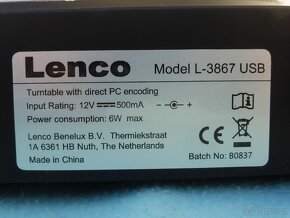 Lenco Model L-3867 USB
Turntable with direct PC encoding
Input Rating: 12V 500mA
Power consumption: 6W max
Lenco Benelux B.V. Thermiekstraat
1A 6361 HB Nuth, The Netherlands
Made in China
CE
Batch No: B0837